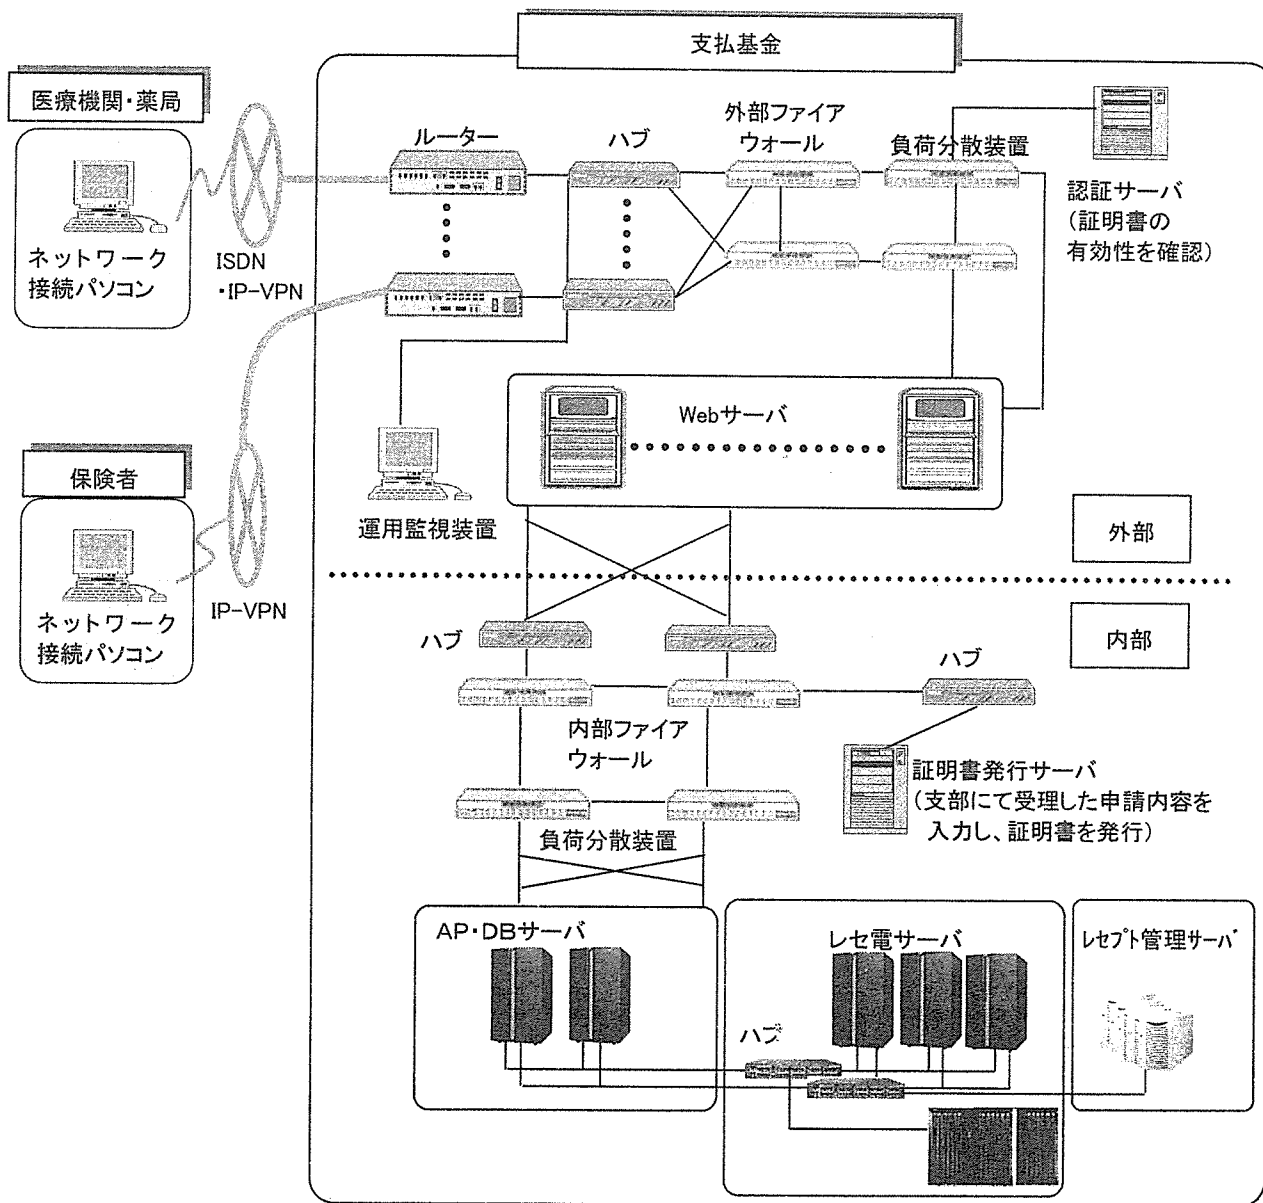 支払基金
医療機関・薬局
ネットワーク
接続パソコン
ISDN
・IP-VPN
ルーター
ハブ
外部ファイア
ウォール
負荷分散装置
認証サーバ
(証明書の
有効性を確認)
Webサーバ
運用監視装置
保険者
ネットワーク
接続パソコン
IP-VPN
外部
内部
ハブ
ハブ
内部ファイア
ウォール
証明書発行サーバ
(支部にて受理した申請内容を
入力し、証明書を発行)
負荷分散装置
AP・DBサーバ
レセ電サーバ
レセプト管理サーバ
ハブ